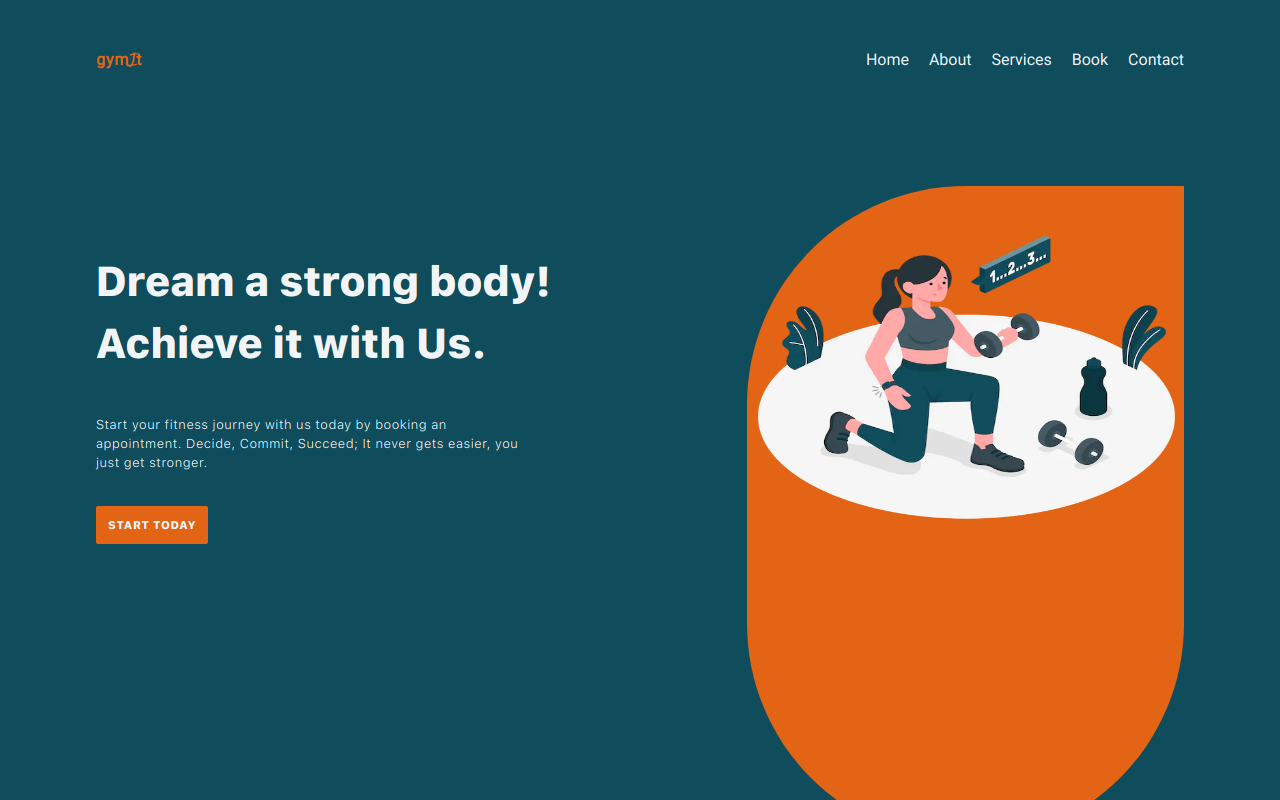 gymIt
Home About Services Book Contact
1...2...3...
Dream a strong body!
Achieve it with Us.
Start your fitness journey with us today by booking an
appointment. Decide, Commit, Succeed; It never gets easier, you
just get stronger.
START TODAY